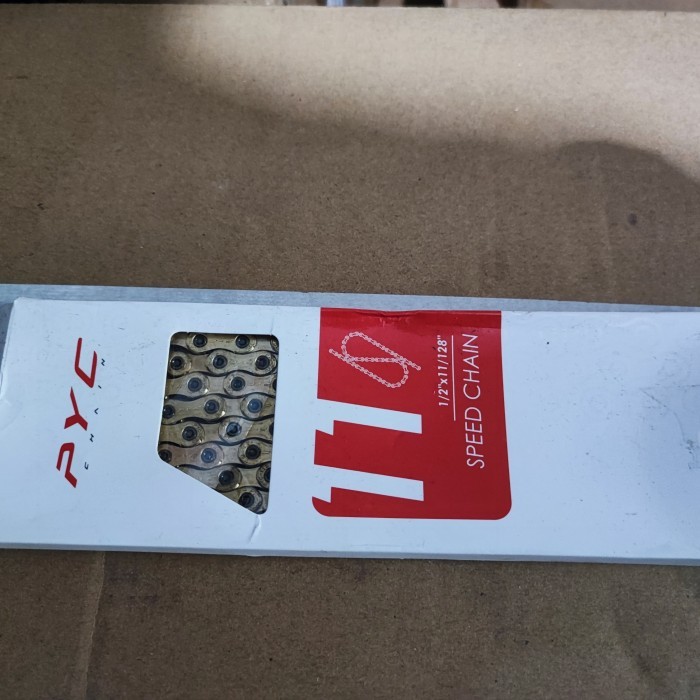 PYC
CHAIN
11
1/2"x11/128"
SPEED CHAIN